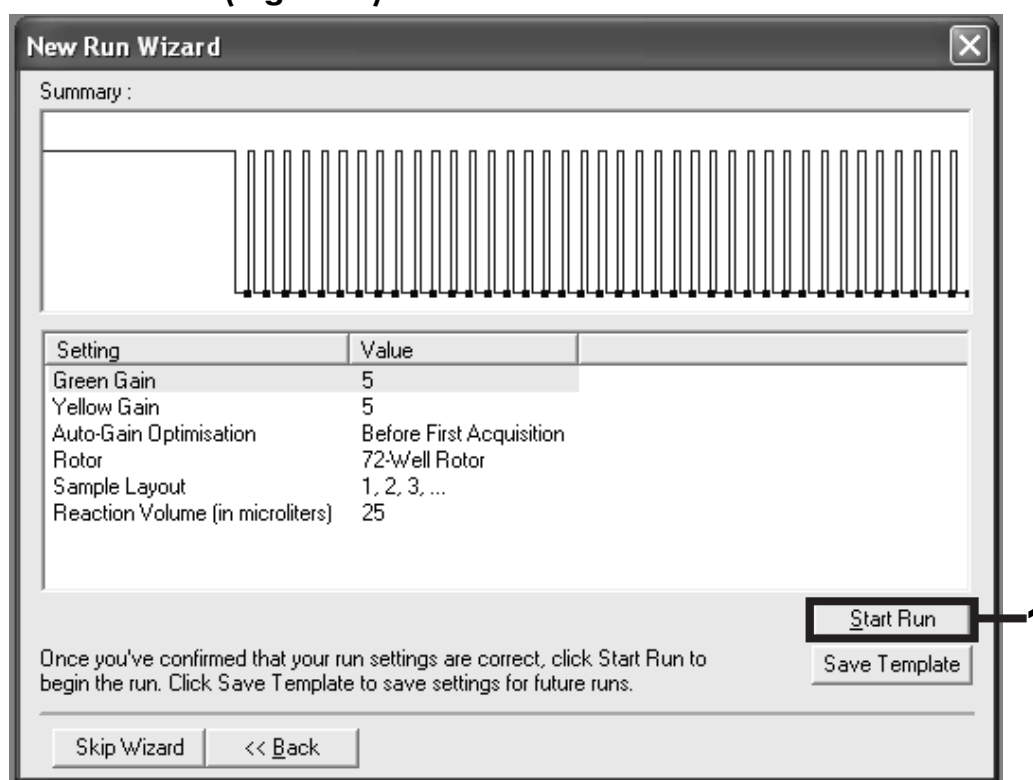 New Run Wizard
Summary :
Setting Value
Green Gain 5
Yellow Gain 5
Auto-Gain Optimisation Before First Acquisition
Rotor 72-Well Rotor
Sample Layout 1, 2, 3, ...
Reaction Volume (in microliters) 25
Start Run
Once you've confirmed that your run settings are correct, click Start Run to
begin the run. Click Save Template to save settings for future runs.
Save Template
Skip Wizard << Back